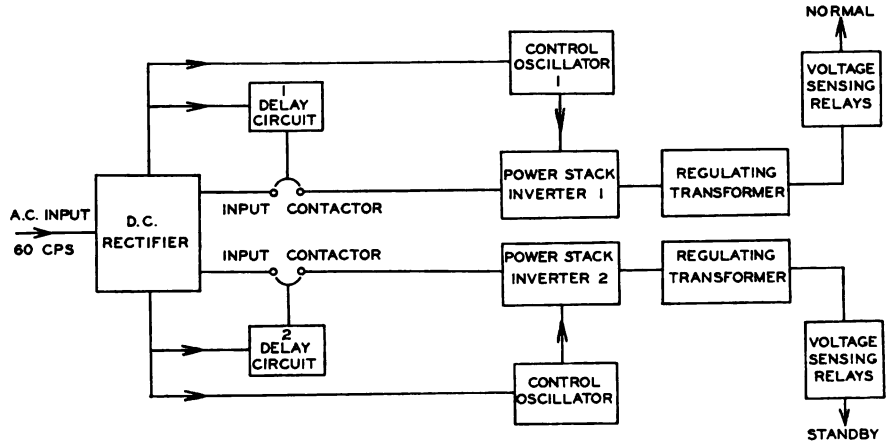 NORMAL
VOLTAGE
SENSING
RELAYS
CONTROL
OSCILLATOR
1
1
DELAY
CIRCUIT
POWER STACK
INVERTER 1
REGULATING
TRANSFORMER
INPUT CONTACTOR
A.C. INPUT
60 CPS
D.C.
RECTIFIER
INPUT CONTACTOR
POWER STACK
INVERTER 2
REGULATING
TRANSFORMER
2
DELAY
CIRCUIT
CONTROL
OSCILLATOR
VOLTAGE
SENSING
RELAYS
STANDBY